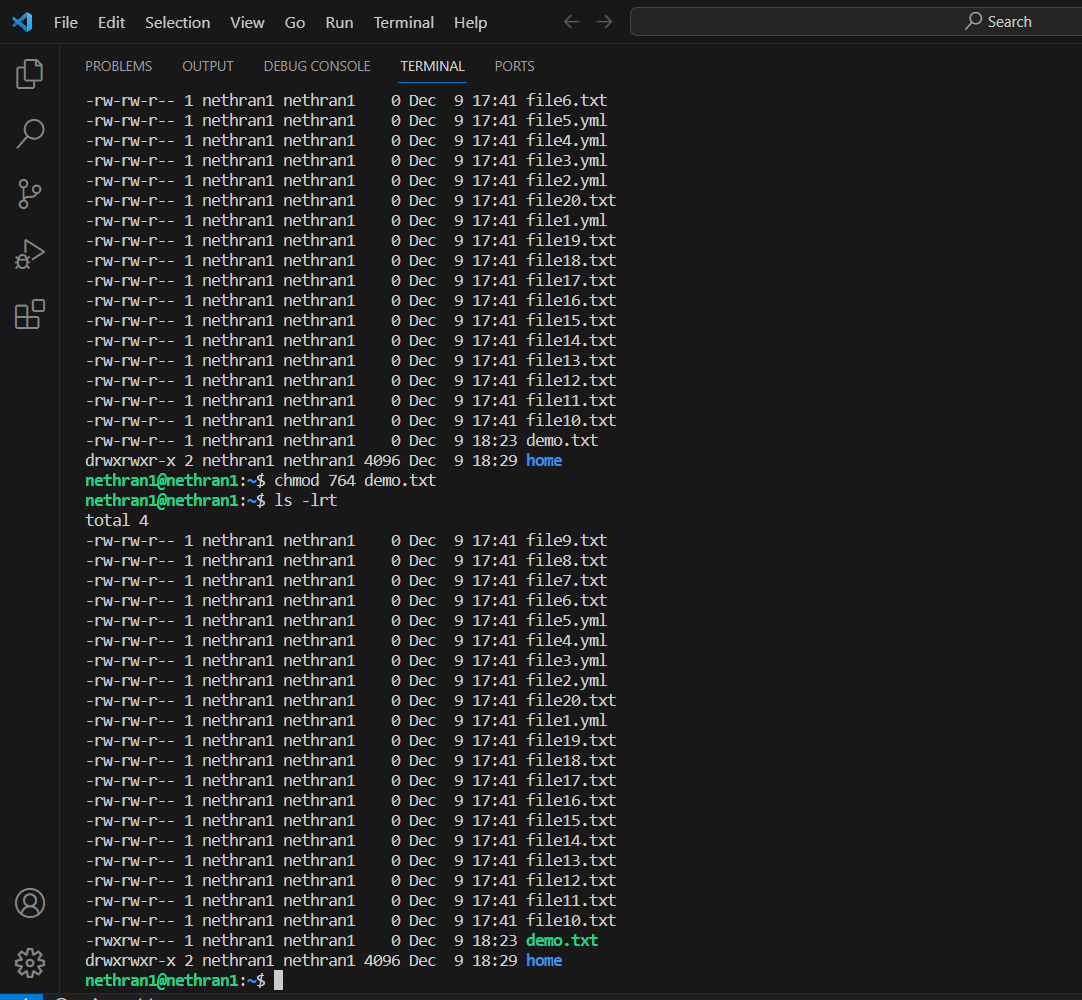 File Edit Selection View Go Run Terminal Help Search
PROBLEMS OUTPUT DEBUG CONSOLE TERMINAL PORTS
-rw-rw-r-- 1 nethran1 nethran1    0 Dec  9 17:41 file6.txt
-rw-rw-r-- 1 nethran1 nethran1    0 Dec  9 17:41 file5.yml
-rw-rw-r-- 1 nethran1 nethran1    0 Dec  9 17:41 file4.yml
-rw-rw-r-- 1 nethran1 nethran1    0 Dec  9 17:41 file3.yml
-rw-rw-r-- 1 nethran1 nethran1    0 Dec  9 17:41 file2.yml
-rw-rw-r-- 1 nethran1 nethran1    0 Dec  9 17:41 file20.txt
-rw-rw-r-- 1 nethran1 nethran1    0 Dec  9 17:41 file1.yml
-rw-rw-r-- 1 nethran1 nethran1    0 Dec  9 17:41 file19.txt
-rw-rw-r-- 1 nethran1 nethran1    0 Dec  9 17:41 file18.txt
-rw-rw-r-- 1 nethran1 nethran1    0 Dec  9 17:41 file17.txt
-rw-rw-r-- 1 nethran1 nethran1    0 Dec  9 17:41 file16.txt
-rw-rw-r-- 1 nethran1 nethran1    0 Dec  9 17:41 file15.txt
-rw-rw-r-- 1 nethran1 nethran1    0 Dec  9 17:41 file14.txt
-rw-rw-r-- 1 nethran1 nethran1    0 Dec  9 17:41 file13.txt
-rw-rw-r-- 1 nethran1 nethran1    0 Dec  9 17:41 file12.txt
-rw-rw-r-- 1 nethran1 nethran1    0 Dec  9 17:41 file11.txt
-rw-rw-r-- 1 nethran1 nethran1    0 Dec  9 17:41 file10.txt
-rw-rw-r-- 1 nethran1 nethran1    0 Dec  9 18:23 demo.txt
drwxrwxr-x 2 nethran1 nethran1 4096 Dec  9 18:29 home
nethran1@nethran1:~$ chmod 764 demo.txt
nethran1@nethran1:~$ ls -lrt
total 4
-rw-rw-r-- 1 nethran1 nethran1    0 Dec  9 17:41 file9.txt
-rw-rw-r-- 1 nethran1 nethran1    0 Dec  9 17:41 file8.txt
-rw-rw-r-- 1 nethran1 nethran1    0 Dec  9 17:41 file7.txt
-rw-rw-r-- 1 nethran1 nethran1    0 Dec  9 17:41 file6.txt
-rw-rw-r-- 1 nethran1 nethran1    0 Dec  9 17:41 file5.yml
-rw-rw-r-- 1 nethran1 nethran1    0 Dec  9 17:41 file4.yml
-rw-rw-r-- 1 nethran1 nethran1    0 Dec  9 17:41 file3.yml
-rw-rw-r-- 1 nethran1 nethran1    0 Dec  9 17:41 file2.yml
-rw-rw-r-- 1 nethran1 nethran1    0 Dec  9 17:41 file20.txt
-rw-rw-r-- 1 nethran1 nethran1    0 Dec  9 17:41 file1.yml
-rw-rw-r-- 1 nethran1 nethran1    0 Dec  9 17:41 file19.txt
-rw-rw-r-- 1 nethran1 nethran1    0 Dec  9 17:41 file18.txt
-rw-rw-r-- 1 nethran1 nethran1    0 Dec  9 17:41 file17.txt
-rw-rw-r-- 1 nethran1 nethran1    0 Dec  9 17:41 file16.txt
-rw-rw-r-- 1 nethran1 nethran1    0 Dec  9 17:41 file15.txt
-rw-rw-r-- 1 nethran1 nethran1    0 Dec  9 17:41 file14.txt
-rw-rw-r-- 1 nethran1 nethran1    0 Dec  9 17:41 file13.txt
-rw-rw-r-- 1 nethran1 nethran1    0 Dec  9 17:41 file12.txt
-rw-rw-r-- 1 nethran1 nethran1    0 Dec  9 17:41 file11.txt
-rw-rw-r-- 1 nethran1 nethran1    0 Dec  9 17:41 file10.txt
-rwxrw-r-- 1 nethran1 nethran1    0 Dec  9 18:23 demo.txt
drwxrwxr-x 2 nethran1 nethran1 4096 Dec  9 18:29 home
nethran1@nethran1:~$